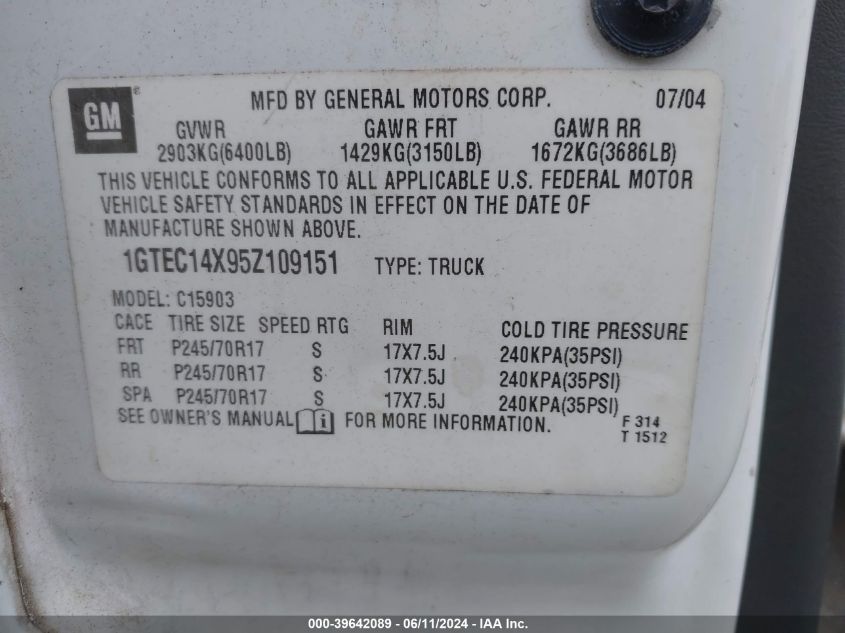 GM ® MFD BY GENERAL MOTORS CORP. 07/04
GVWR GAWR FRT GAWR RR
2903KG(6400LB) 1429KG(3150LB) 1672KG(3686LB)
THIS VEHICLE CONFORMS TO ALL APPLICABLE U.S. FEDERAL MOTOR
VEHICLE SAFETY STANDARDS IN EFFECT ON THE DATE OF
MANUFACTURE SHOWN ABOVE.
1GTEC14X95Z109151 TYPE: TRUCK
MODEL: C15903
CACE TIRE SIZE SPEED RTG RIM COLD TIRE PRESSURE
FRT P245/70R17 S 17X7.5J 240KPA(35PSI)
RR P245/70R17 S 17X7.5J 240KPA(35PSI)
SPA P245/70R17 S 17X7.5J 240KPA(35PSI)
SEE OWNER'S MANUAL i FOR MORE INFORMATION. F 314
T 1512
000-39642089 - 06/11/2024 - IAA Inc.